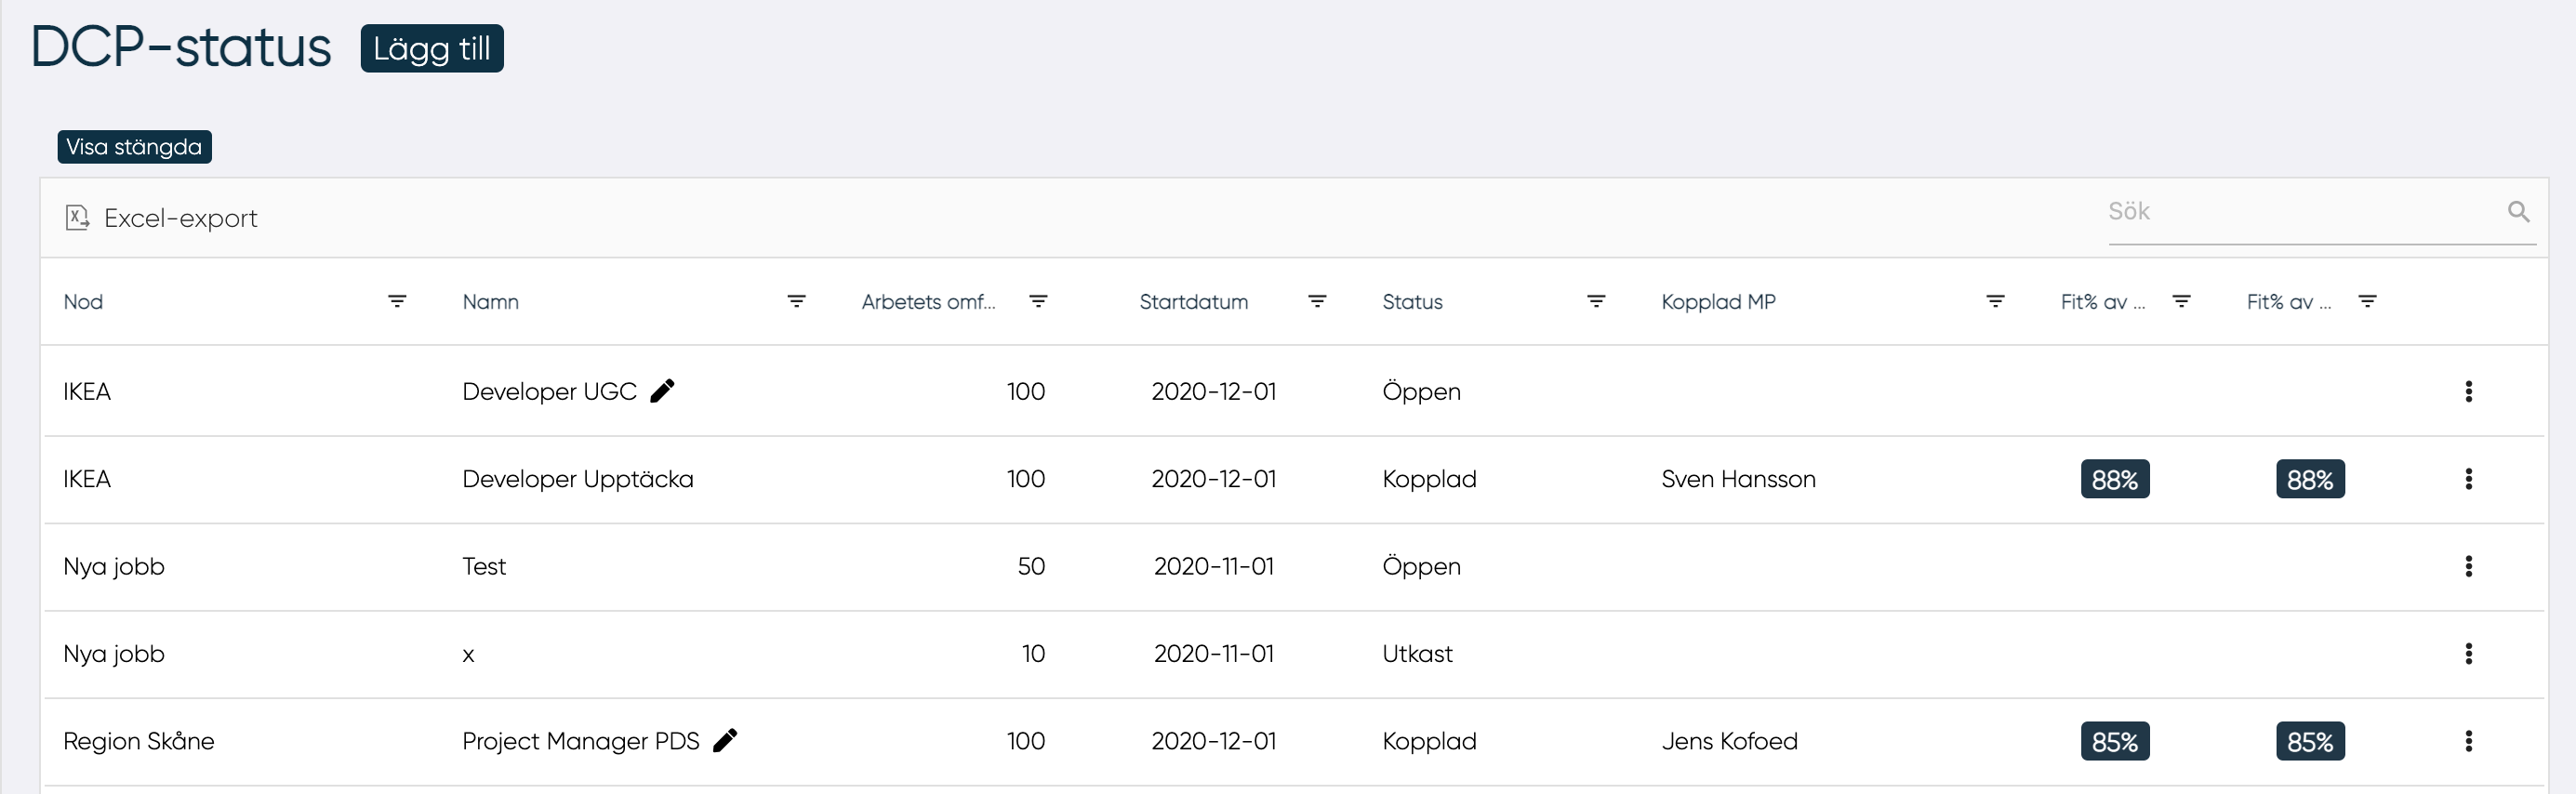 DCP-status Lägg till
Visa stängda
Excel-export Sök
Nod Namn Arbetets omf... Startdatum Status Kopplad MP Fit% av ... Fit% av ...
IKEA Developer UGC 100 2020-12-01 Öppen
IKEA Developer Upptäcka 100 2020-12-01 Kopplad Sven Hansson 88% 88%
Nya jobb Test 50 2020-11-01 Öppen
Nya jobb x 10 2020-11-01 Utkast
Region Skåne Project Manager PDS 100 2020-12-01 Kopplad Jens Kofoed 85% 85%